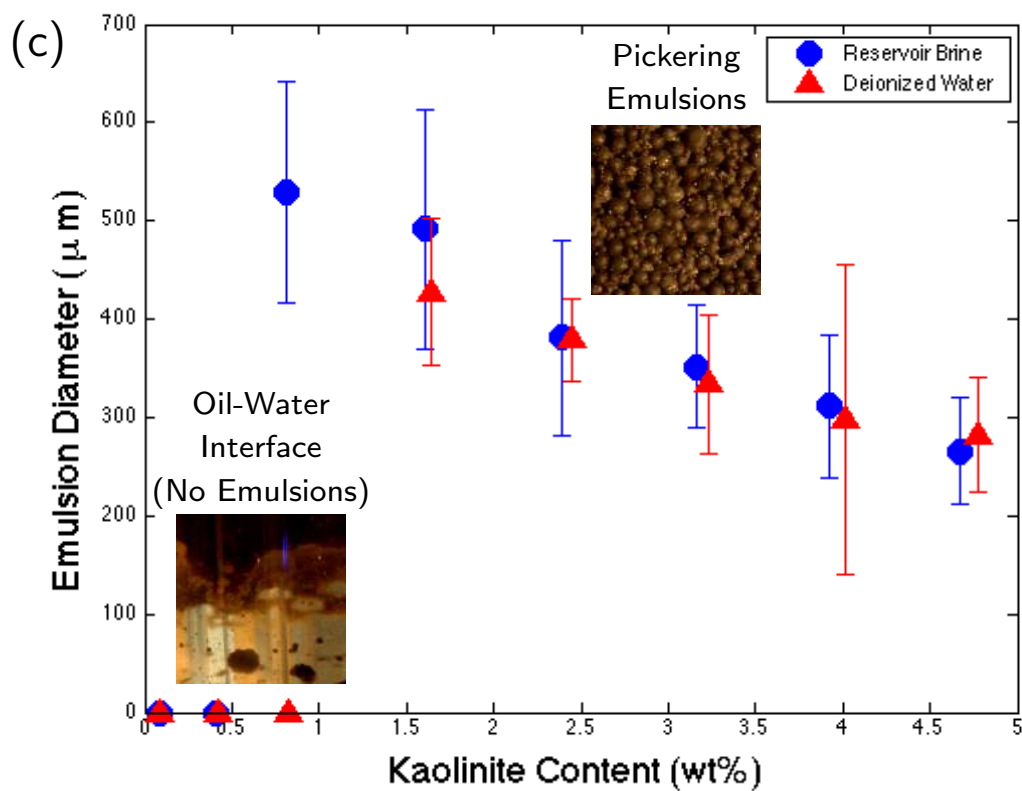 (c)
700
600
500
400
300
200
100
0
Emulsion Diameter ( μ m)
Pickering
Emulsions
Reservoir Brine
Deionized Water
Oil-Water
Interface
(No Emulsions)
0 0.5 1 1.5 2 2.5 3 3.5 4 4.5 5
Kaolinite Content (wt%)